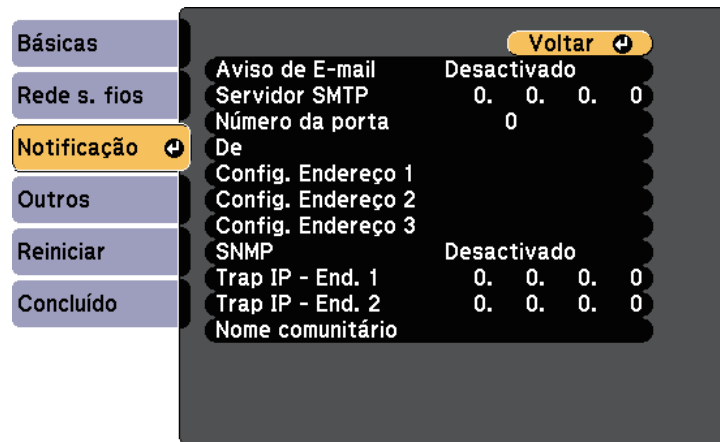 Básicas
Rede s. fios
Notificação
Outros
Reiniciar
Concluído
Voltar
Aviso de E-mail Desactivado
Servidor SMTP 0. 0. 0. 0
Número da porta 0
De
Config. Endereço 1
Config. Endereço 2
Config. Endereço 3
SNMP Desactivado
Trap IP - End. 1 0. 0. 0. 0
Trap IP - End. 2 0. 0. 0. 0
Nome comunitário